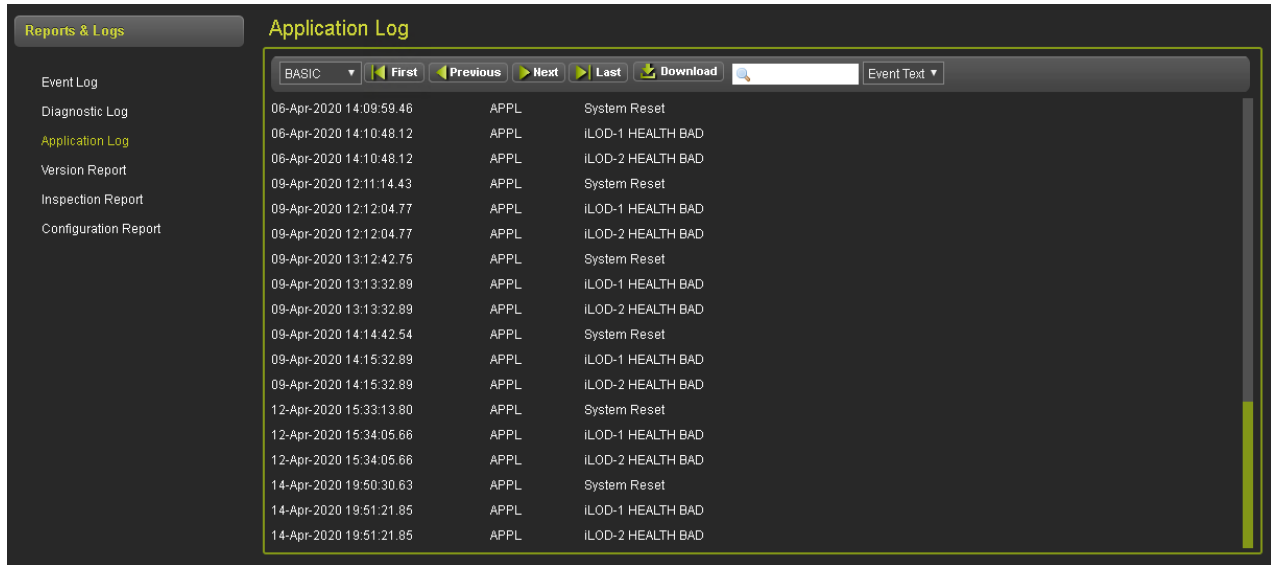 Reports & Logs
Event Log
Diagnostic Log
Application Log
Version Report
Inspection Report
Configuration Report
Application Log
BASIC First Previous Next Last Download Event Text
06-Apr-2020 14:09:59.46 APPL System Reset
06-Apr-2020 14:10:48.12 APPL iLOD-1 HEALTH BAD
06-Apr-2020 14:10:48.12 APPL iLOD-2 HEALTH BAD
09-Apr-2020 12:11:14.43 APPL System Reset
09-Apr-2020 12:12:04.77 APPL iLOD-1 HEALTH BAD
09-Apr-2020 12:12:04.77 APPL iLOD-2 HEALTH BAD
09-Apr-2020 13:12:42.75 APPL System Reset
09-Apr-2020 13:13:32.89 APPL iLOD-1 HEALTH BAD
09-Apr-2020 13:13:32.89 APPL iLOD-2 HEALTH BAD
09-Apr-2020 14:14:42.54 APPL System Reset
09-Apr-2020 14:15:32.89 APPL iLOD-1 HEALTH BAD
09-Apr-2020 14:15:32.89 APPL iLOD-2 HEALTH BAD
12-Apr-2020 15:33:13.80 APPL System Reset
12-Apr-2020 15:34:05.66 APPL iLOD-1 HEALTH BAD
12-Apr-2020 15:34:05.66 APPL iLOD-2 HEALTH BAD
14-Apr-2020 19:50:30.63 APPL System Reset
14-Apr-2020 19:51:21.85 APPL iLOD-1 HEALTH BAD
14-Apr-2020 19:51:21.85 APPL iLOD-2 HEALTH BAD